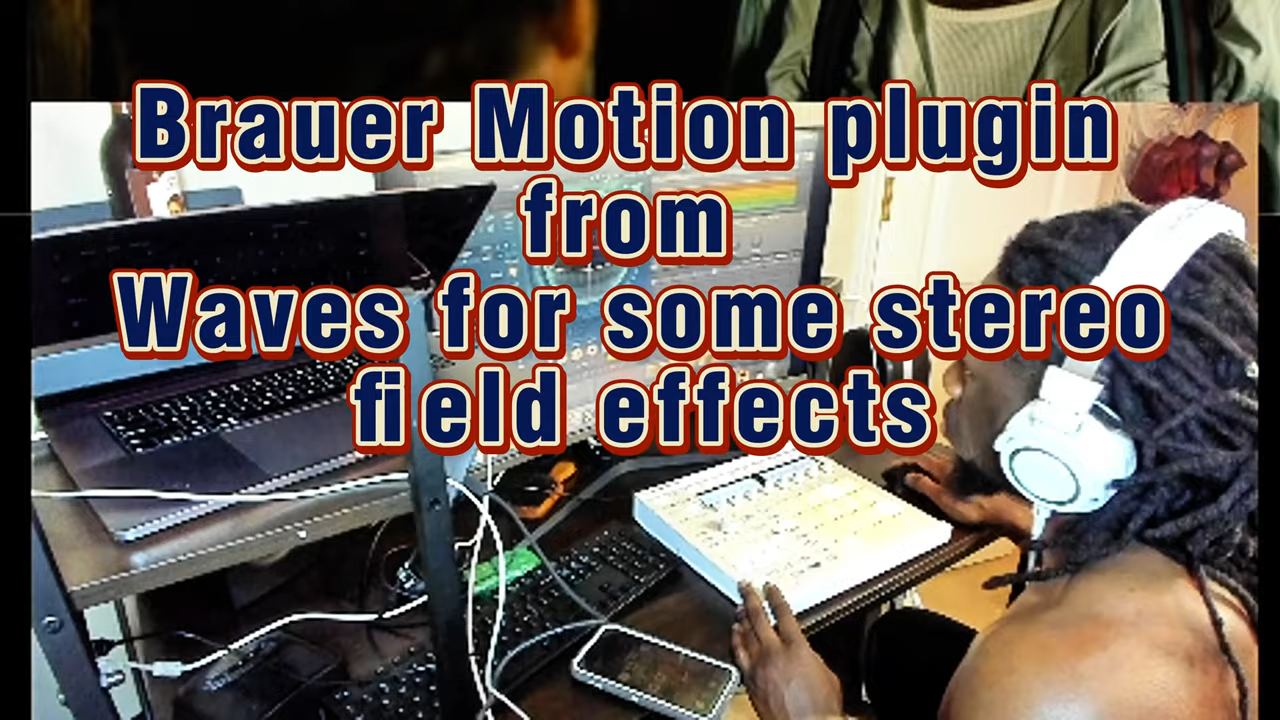 Brauer Motion plugin
from
Waves for some stereo
field effects